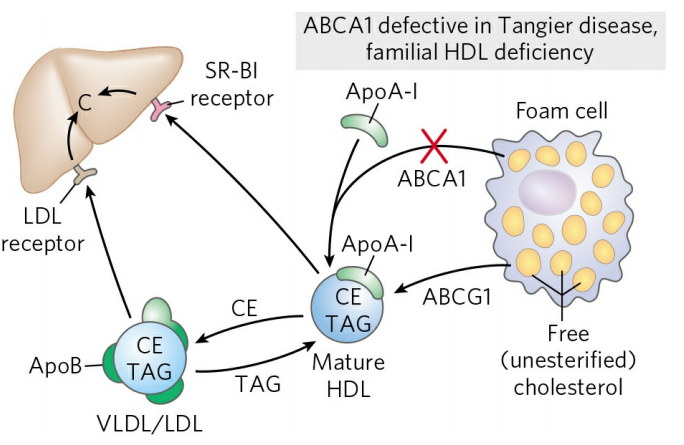 ABCA1 defective in Tangier disease,
familial HDL deficiency
SR-BI
receptor
C
ApoA-I
Foam cell
ABCA1
LDL
receptor
ApoA-I
CE
TAG
ABCG1
CE
CE
TAG
ApoB
TAG
Mature
HDL
Free
(unesterified)
cholesterol
VLDL/LDL